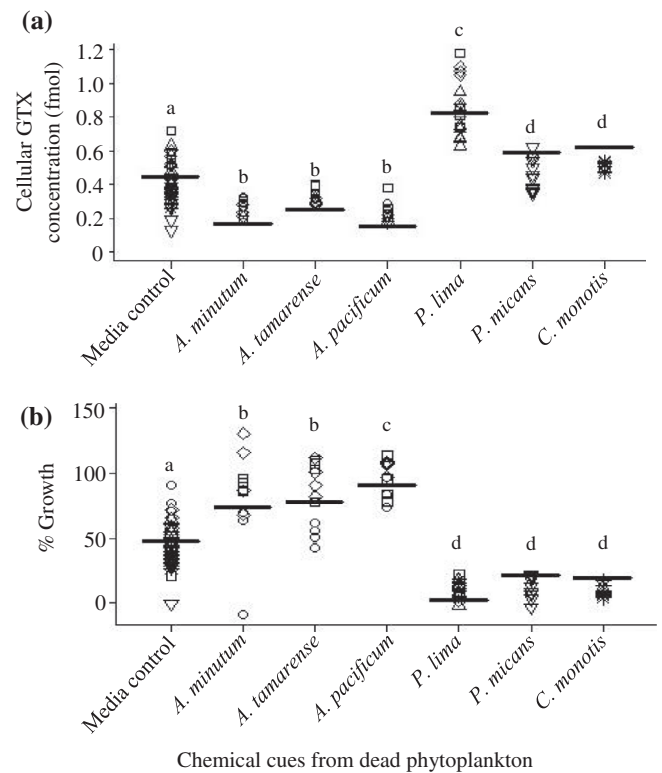 (a)
Cellular GTX
concentration (fmol)
1.2
1.0
0.8
0.6
0.4
0.2
0
a
b
b
b
c
d
d
Media control
A. minutum
A. tamarense
A. pacificum
P. lima
P. micans
C. monotis
(b)
% Growth
150
100
50
0
a
b
b
c
d
d
d
Media control
A. minutum
A. tamarense
A. pacificum
P. lima
P. micans
C. monotis
Chemical cues from dead phytoplankton